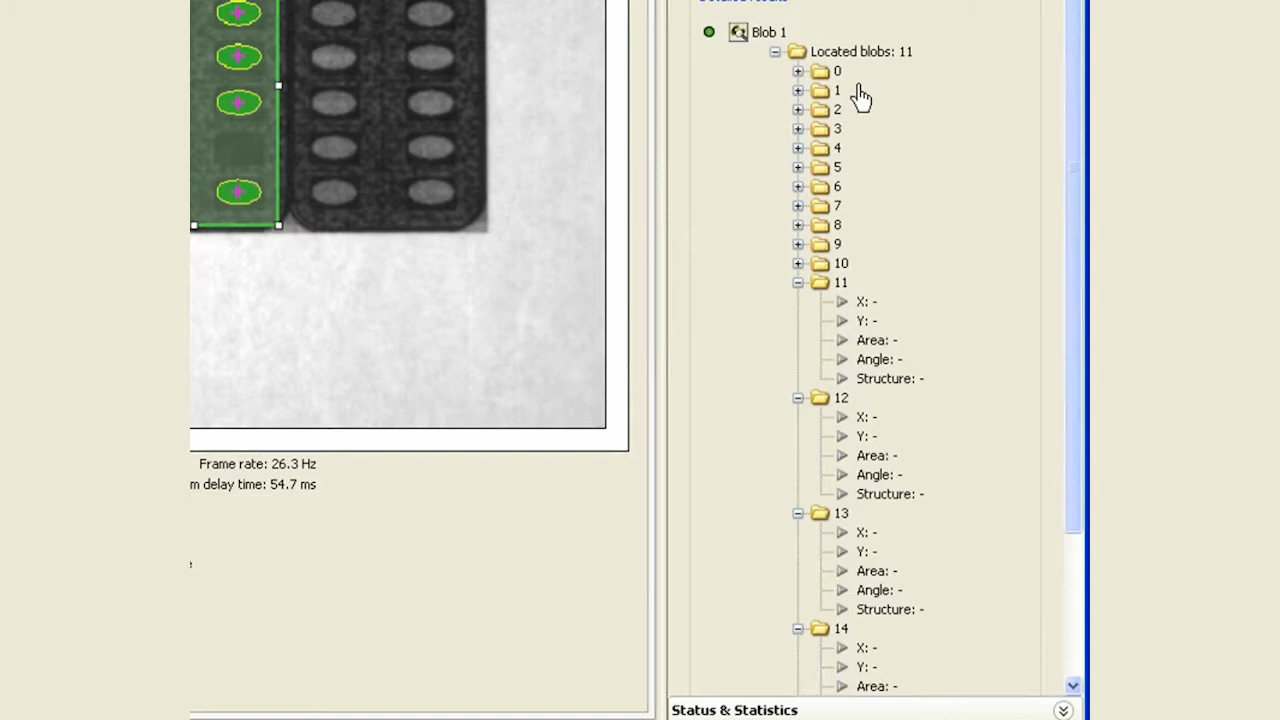 Blob 1
Located blobs: 11
0
1
2
3
4
5
6
7
8
9
10
11
X: -
Y: -
Area: -
Angle: -
Structure: -
12
X: -
Y: -
Area: -
Angle: -
Structure: -
13
X: -
Y: -
Area: -
Angle: -
Structure: -
14
X: -
Y: -
Area: -
Frame rate: 26.3 Hz
delay time: 54.7 ms
Status & Statistics